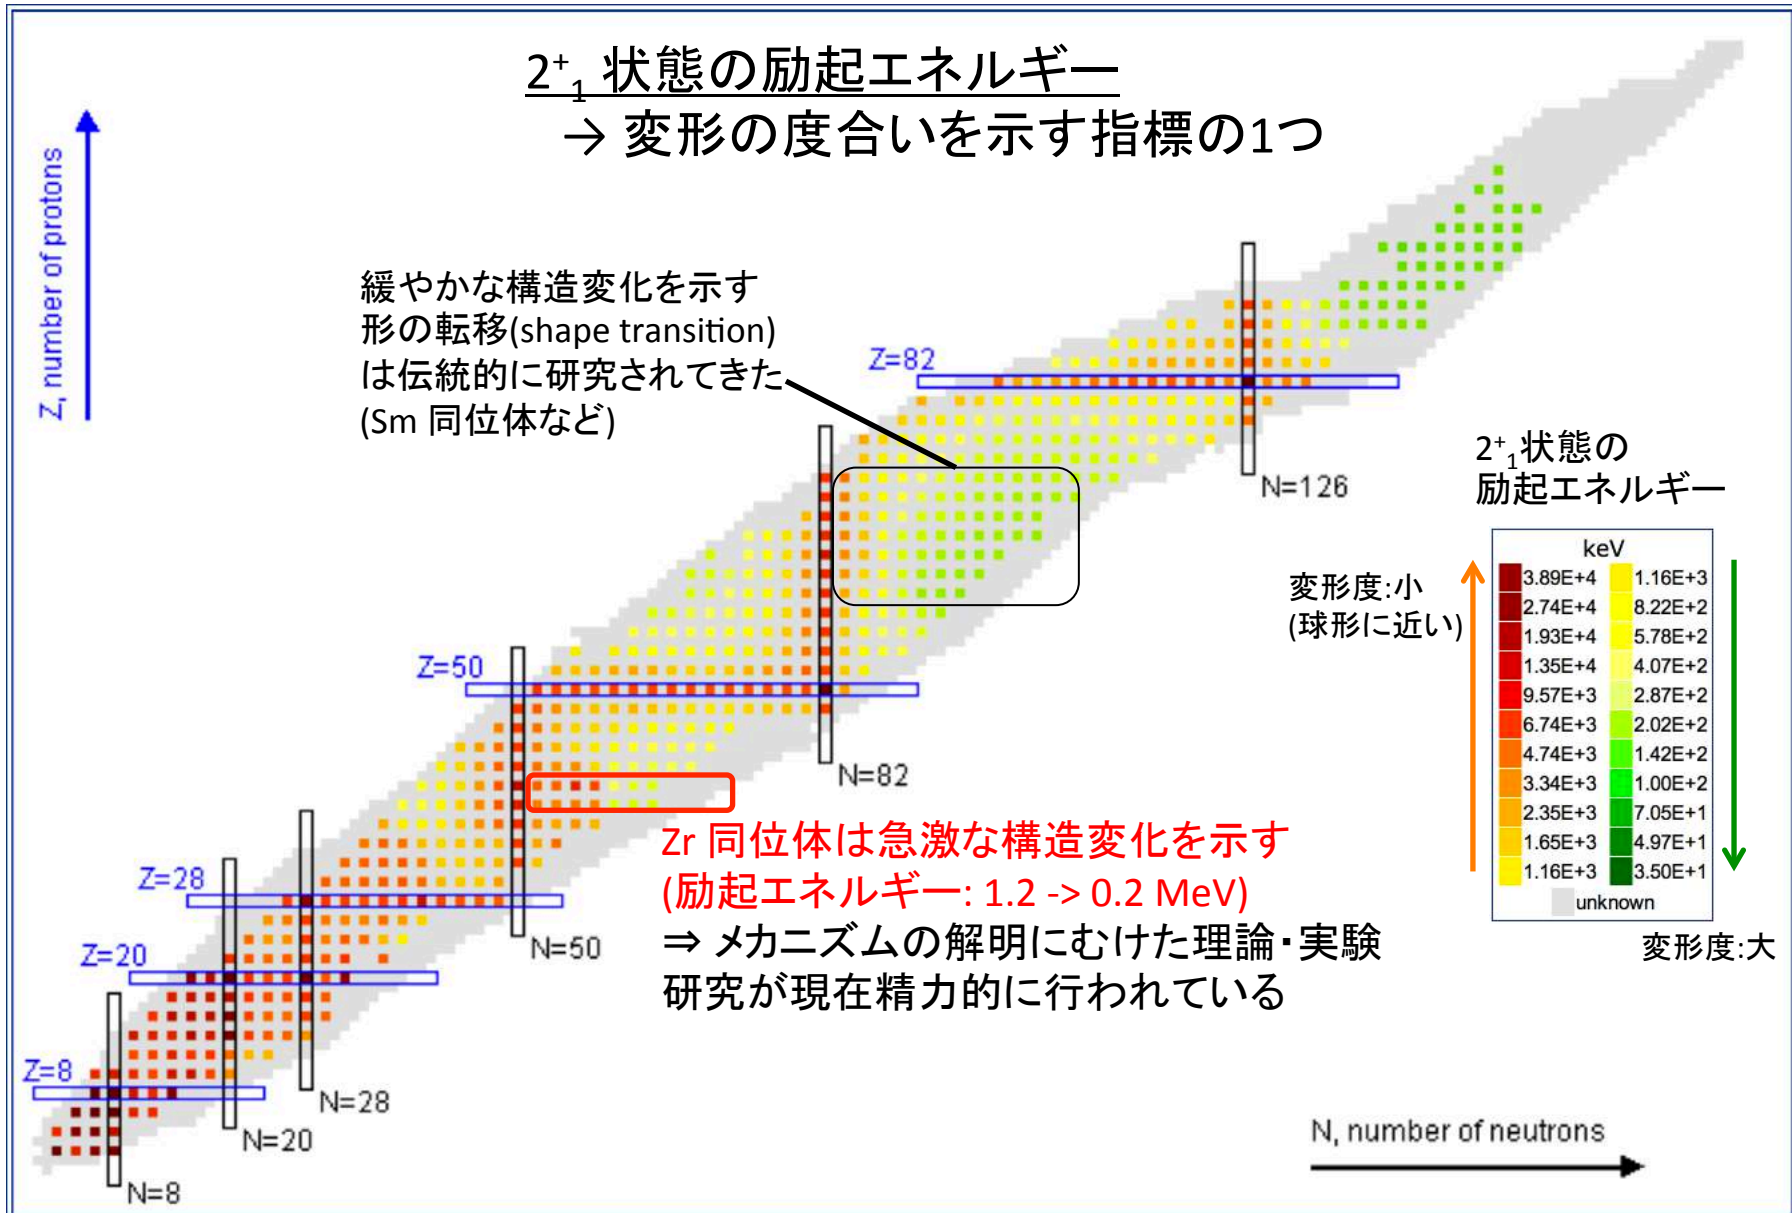 2⁺₁ 状態の励起エネルギー
→ 変形の度合いを示す指標の1つ
Z, number of protons
緩やかな構造変化を示す
形の転移(shape transition)
は伝統的に研究されてきた
(Sm 同位体など)
Z=82
N=126
2⁺₁状態の
励起エネルギー
keV
3.89E+4 1.16E+3
2.74E+4 8.22E+2
1.93E+4 5.78E+2
1.35E+4 4.07E+2
9.57E+3 2.87E+2
6.74E+3 2.02E+2
4.74E+3 1.42E+2
3.34E+3 1.00E+2
2.35E+3 7.05E+1
1.65E+3 4.97E+1
1.16E+3 3.50E+1
unknown
変形度:小
(球形に近い)
変形度:大
Z=50
N=82
Zr 同位体は急激な構造変化を示す
(励起エネルギー: 1.2 -> 0.2 MeV)
⇒ メカニズムの解明にむけた理論・実験
研究が現在精力的に行われている
Z=28
N=50
Z=20
Z=8
N=28
N=20
N=8
N, number of neutrons